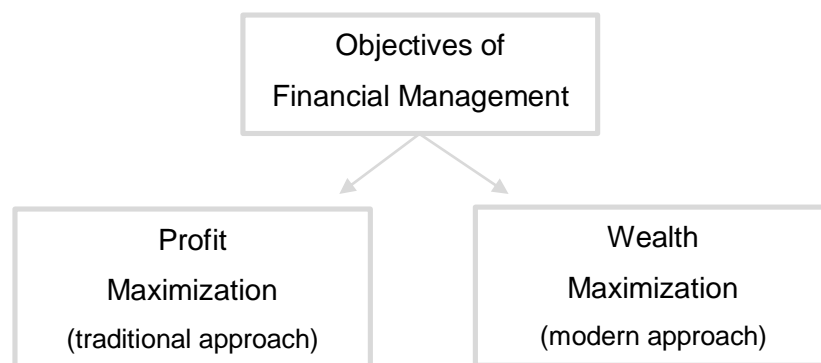 Objectives of
Financial Management
Profit
Maximization
(traditional approach)
Wealth
Maximization
(modern approach)